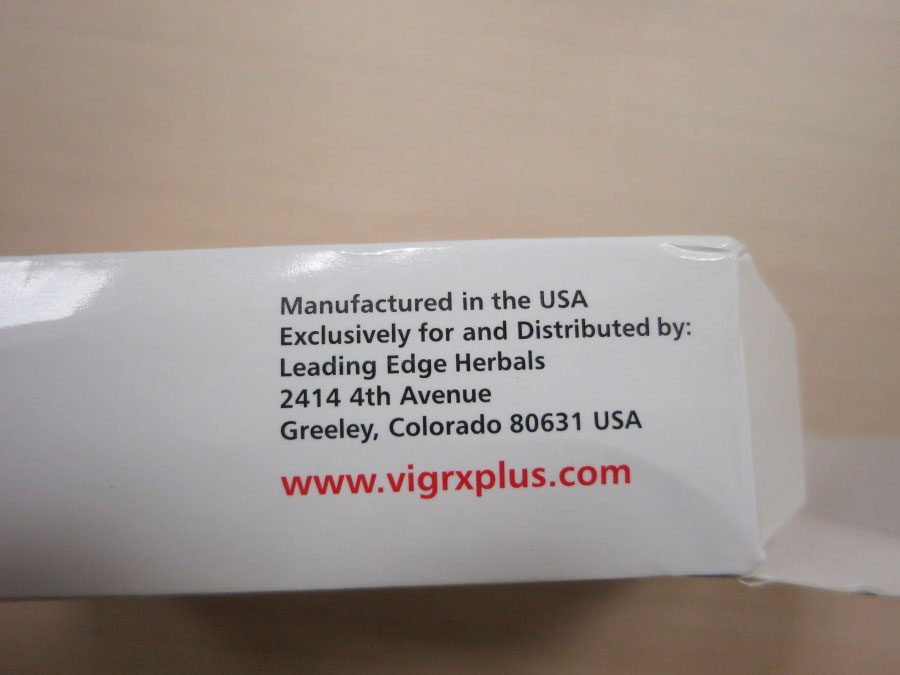 Manufactured in the USA
Exclusively for and Distributed by:
Leading Edge Herbals
2414 4th Avenue
Greeley, Colorado 80631 USA
www.vigrxplus.com